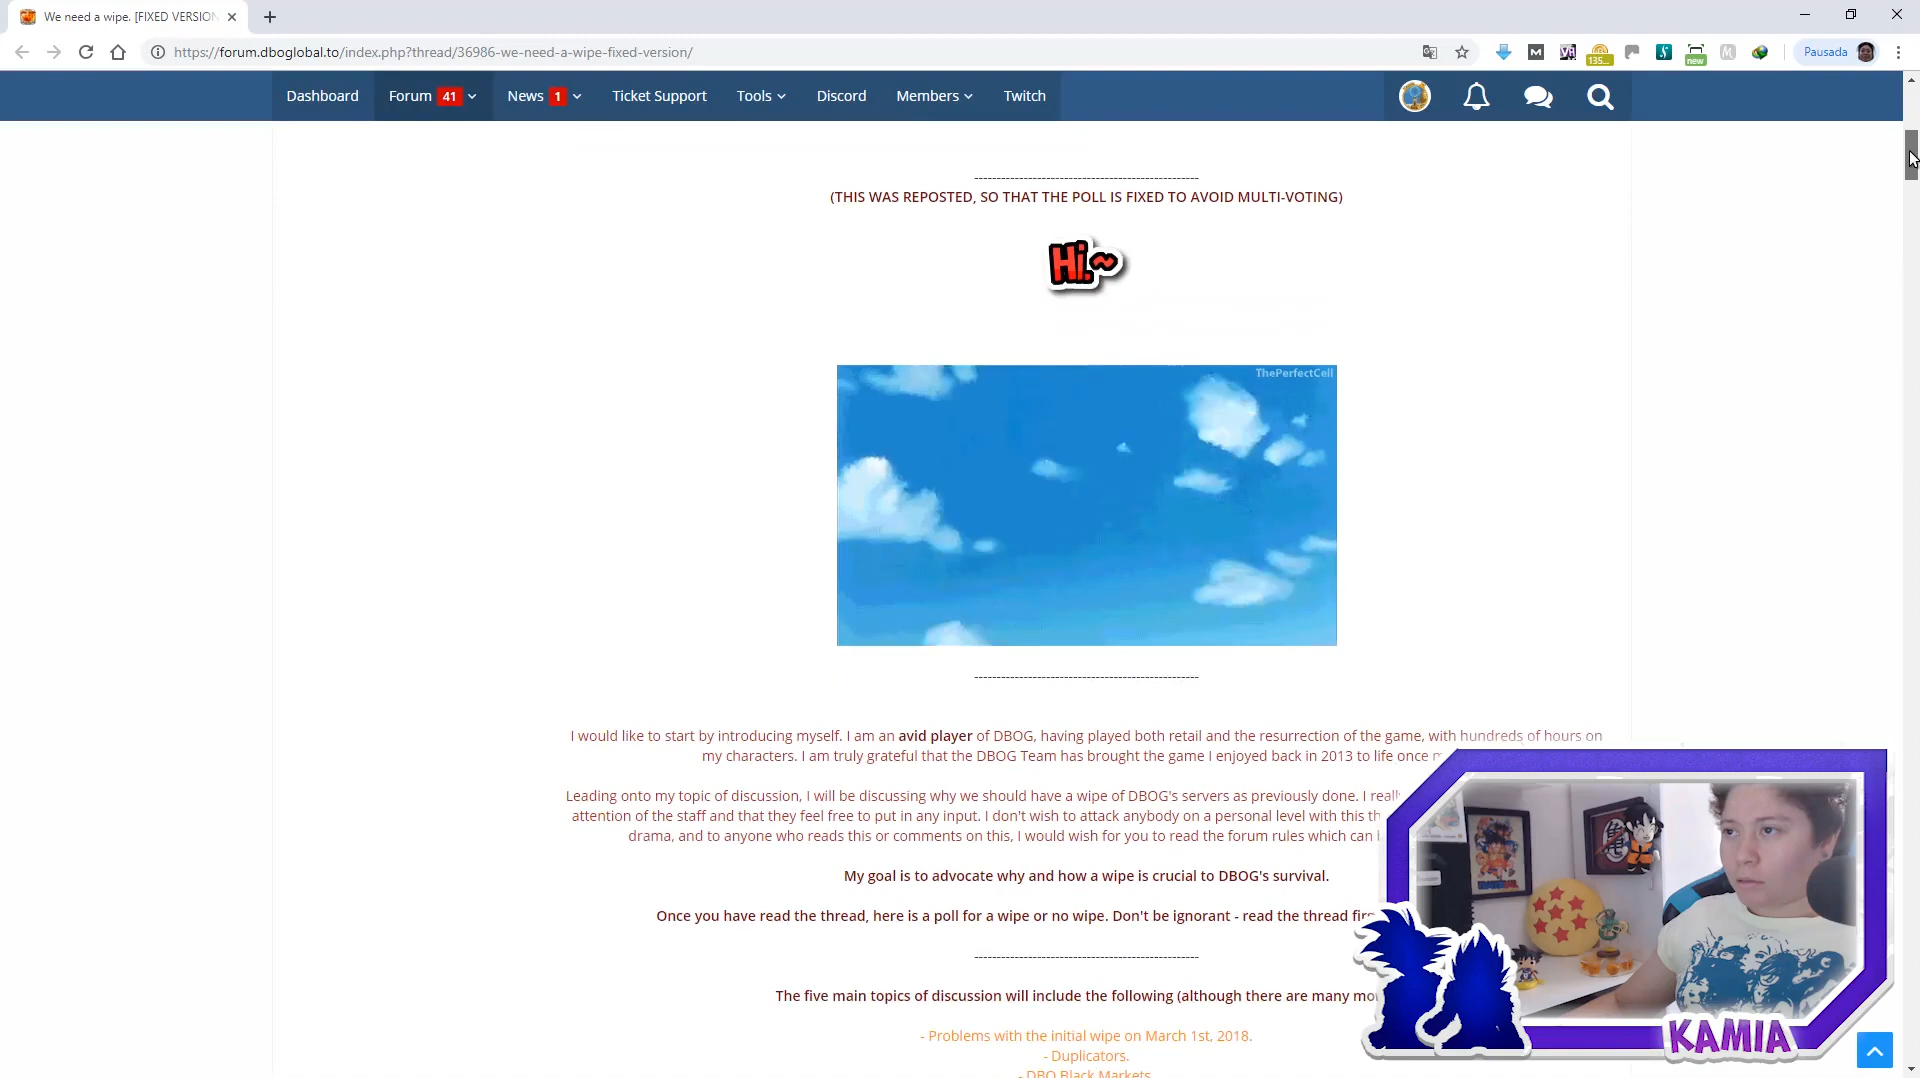 We need a wipe. [FIXED VERSION
https://forum.dboglobal.to/index.php?thread/36986-we-need-a-wipe-fixed-version/
135...
new
Pausada
Dashboard
Forum 41
News 1
Ticket Support
Tools
Discord
Members
Twitch
------------------------------------------------
(THIS WAS REPOSTED, SO THAT THE POLL IS FIXED TO AVOID MULTI-VOTING)
Hi.~
ThePerfectCell
------------------------------------------------
I would like to start by introducing myself. I am an avid player of DBOG, having played both retail and the resurrection of the game, with hundreds of hours on
my characters. I am truly grateful that the DBOG Team has brought the game I enjoyed back in 2013 to life once
Leading onto my topic of discussion, I will be discussing why we should have a wipe of DBOG's servers as previously done. I
attention of the staff and that they feel free to put in any input. I don't wish to attack anybody on a personal level with this
drama, and to anyone who reads this or comments on this, I would wish for you to read the forum rules which can
My goal is to advocate why and how a wipe is crucial to DBOG's survival.
Once you have read the thread, here is a poll for a wipe or no wipe. Don't be ignorant - read the thread
------------------------------------------------
The five main topics of discussion will include the following (although there are many
- Problems with the initial wipe on March 1st, 2018.
- Duplicators.
- DBO Black Markets
KAMIA